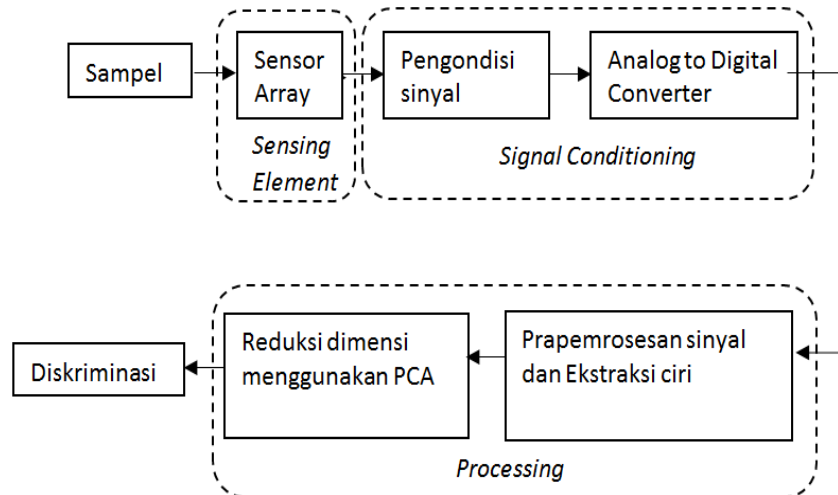 Sampel
Sensor
Array
Sensing
Element
Pengondisi
sinyal
Analog to Digital
Converter
Signal Conditioning
Prapemrosesan sinyal
dan Ekstraksi ciri
Reduksi dimensi
menggunakan PCA
Processing
Diskriminasi